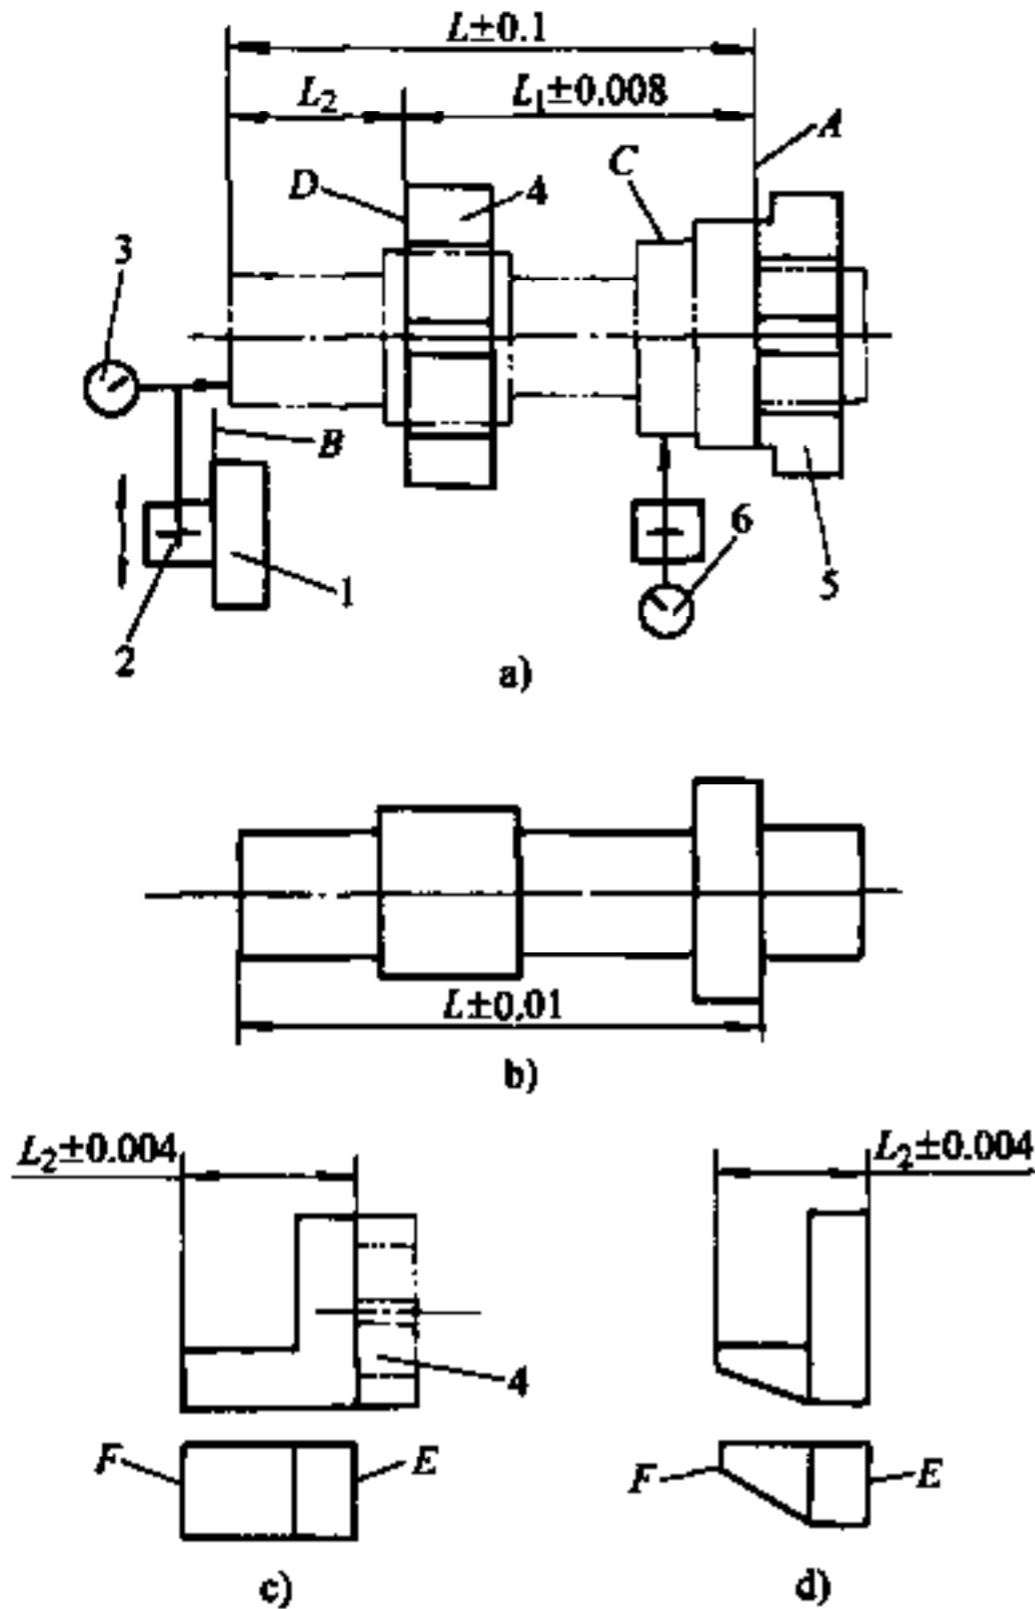 L±0.1
L₂ L₁±0.008 A
D 4 C
3
B
2 1 6 5
a)
L±0.01
b)
L₂±0.004 L₂±0.004
4
F E F E
c) d)